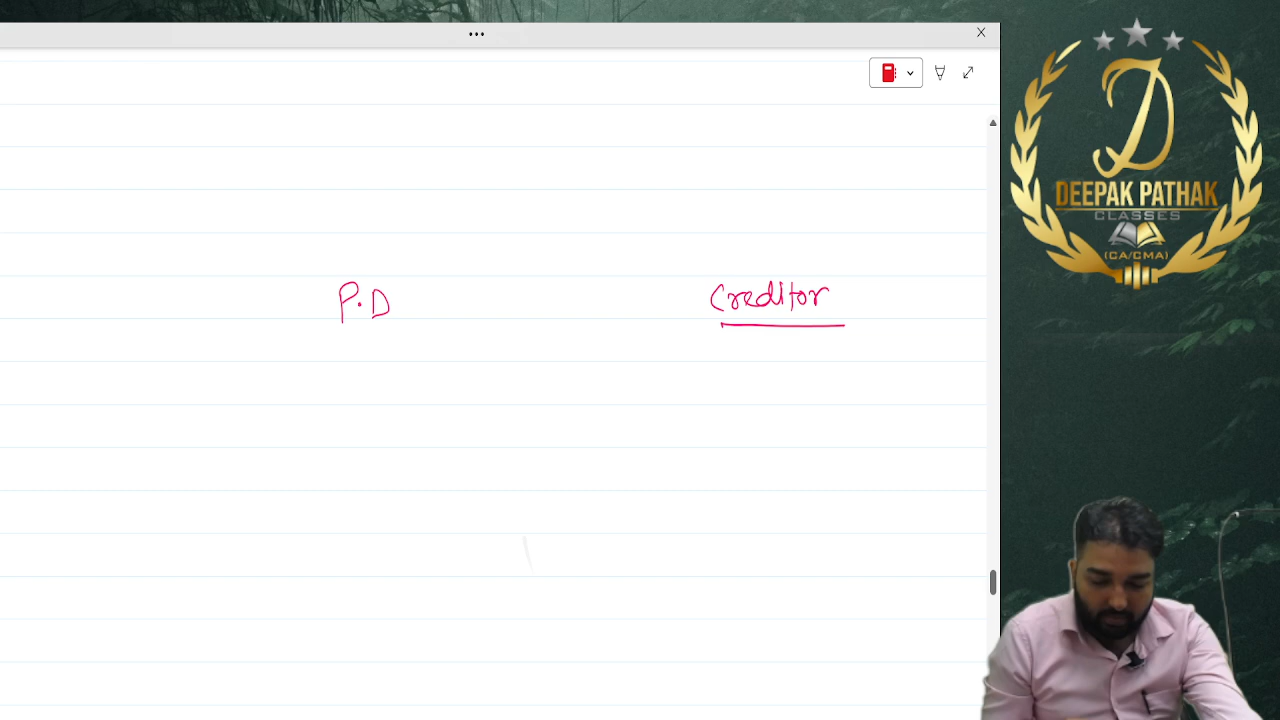 P.D
Creditor
D
DEEPAK PATHAK
CLASSES
(CA/CMA)